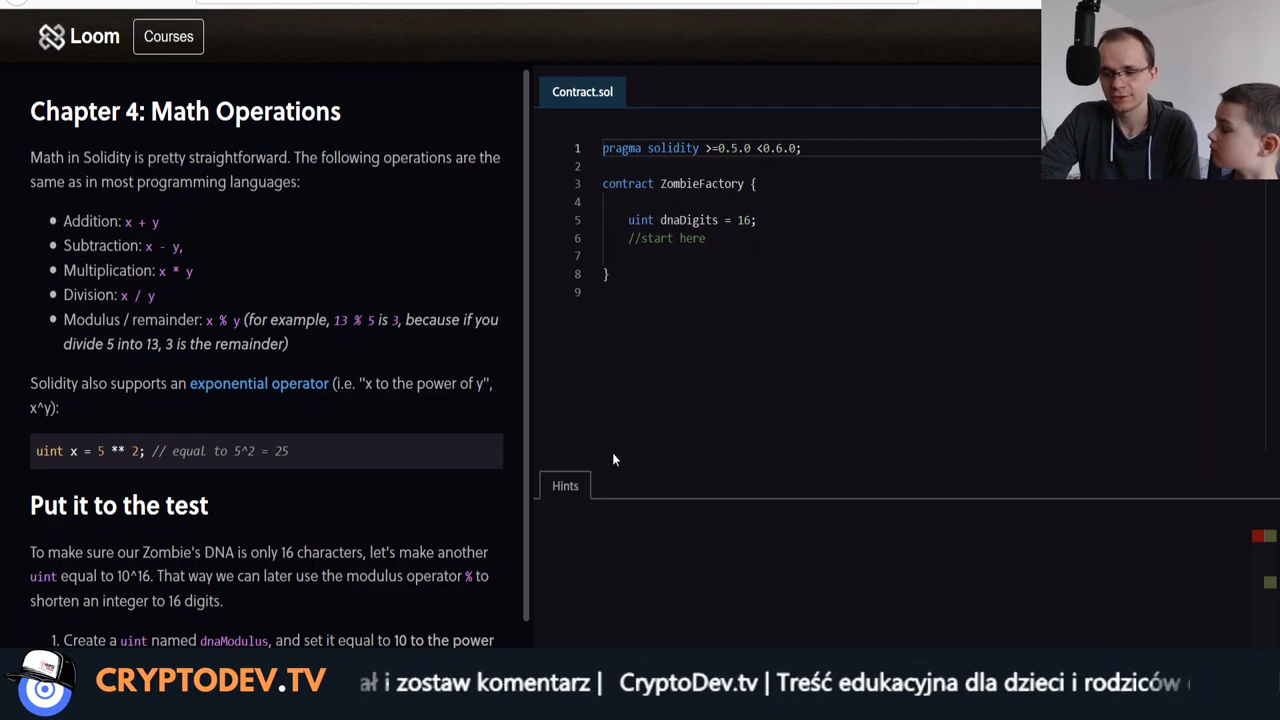 Loom
Courses
Chapter 4: Math Operations
Math in Solidity is pretty straightforward. The following operations are the
same as in most programming languages:
Addition: x + y
Subtraction: x - y,
Multiplication: x * y
Division: x / y
Modulus / remainder: x % y (for example, 13 % 5 is 3, because if you
divide 5 into 13, 3 is the remainder)
Solidity also supports an exponential operator (i.e. "x to the power of y",
x^y):
uint x = 5 ** 2; // equal to 5^2 = 25
Put it to the test
To make sure our Zombie's DNA is only 16 characters, let's make another
uint equal to 10^16. That way we can later use the modulus operator % to
shorten an integer to 16 digits.
1. Create a uint named dnaModulus, and set it equal to 10 to the power
Contract.sol
1 pragma solidity >=0.5.0 <0.6.0;
2
3 contract ZombieFactory {
4
5 uint dnaDigits = 16;
6 //start here
7
8 }
9
Hints
CRYPTODEV.TV
ał i zostaw komentarz | CryptoDev.tv | Treść edukacyjna dla dzieci i rodziców